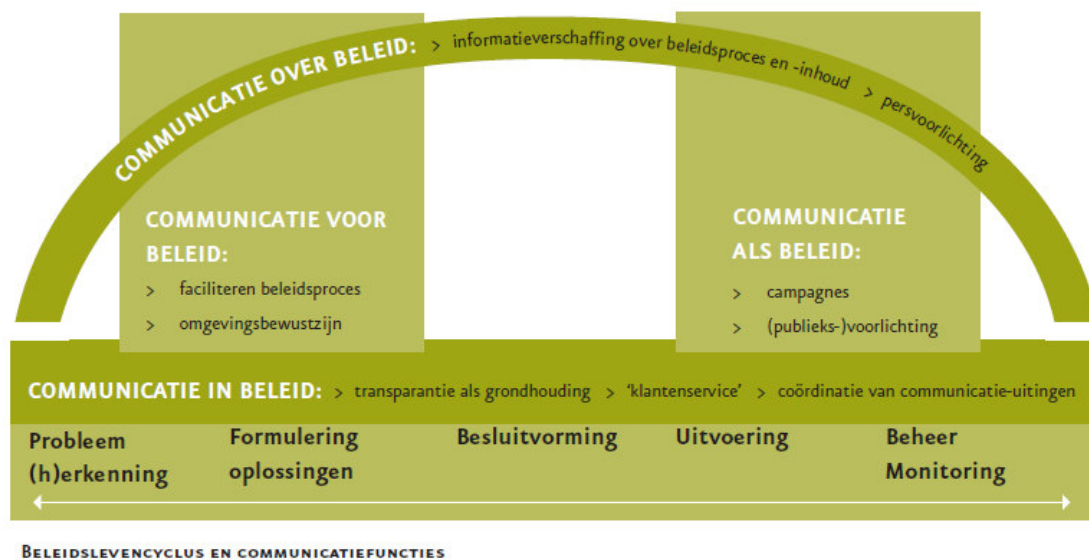 COMMUNICATIE OVER BELEID: > informatieverschaffing over beleidsproces en -inhoud > persvoorlichting
COMMUNICATIE VOOR
BELEID:
> faciliteren beleidsproces
> omgevingsbewustzijn
COMMUNICATIE
ALS BELEID:
> campagnes
> (publieks-)voorlichting
COMMUNICATIE IN BELEID: > transparantie als grondhouding > ‘klantenservice’ > coördinatie van communicatie-uitingen
Probleem
(h)erkenning
Formulering
oplossingen
Besluitvorming
Uitvoering
Beheer
Monitoring
BELEIDSLEVENCYCLUS EN COMMUNICATIEFUNCTIES